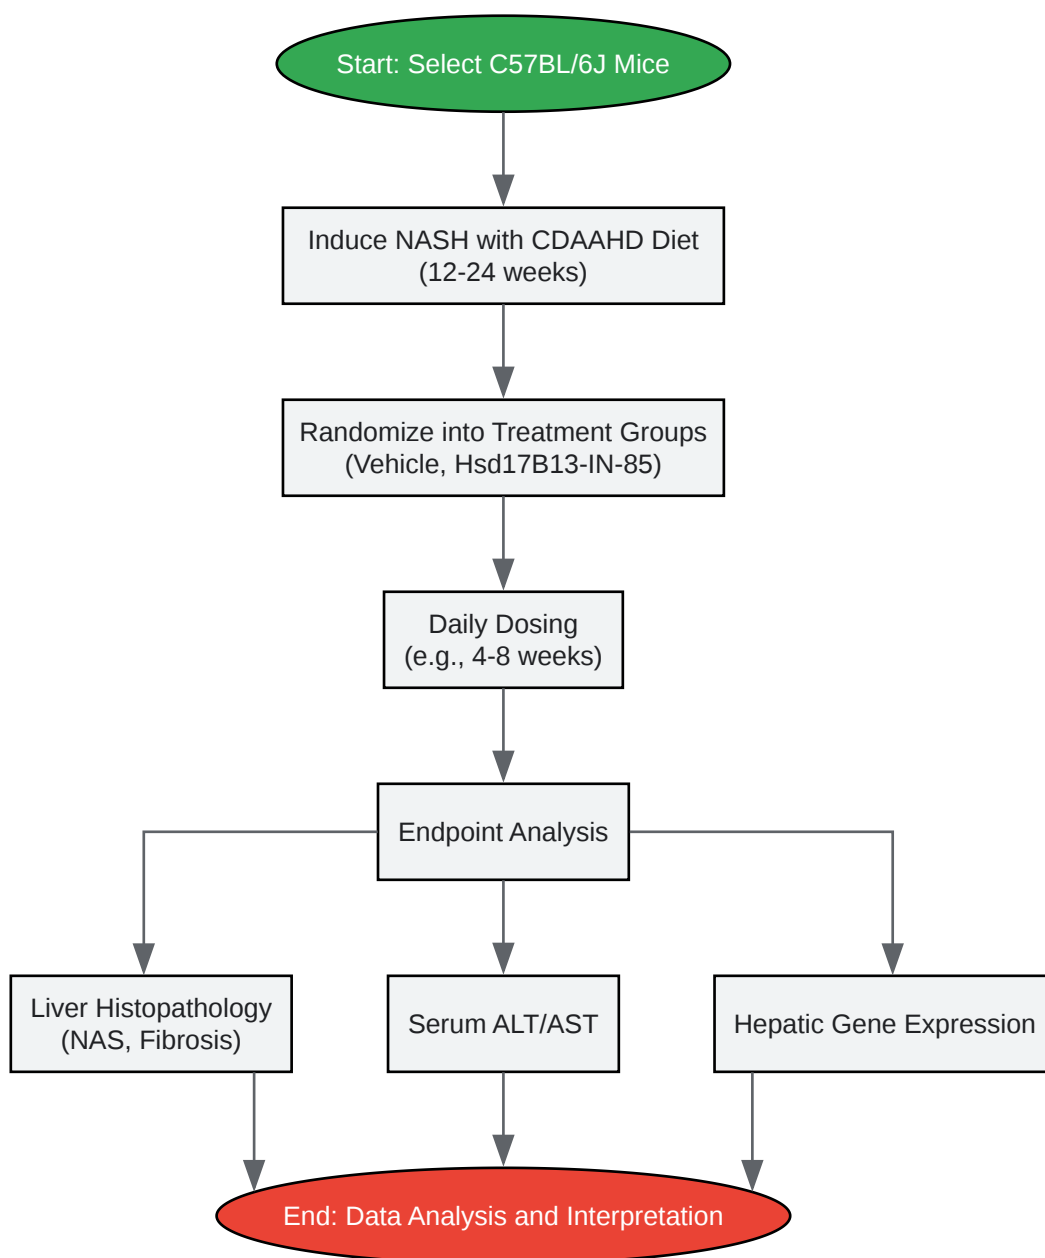 Start: Select C57BL/6J Mice
Induce NASH with CDAAHD Diet
(12-24 weeks)
Randomize into Treatment Groups
(Vehicle, Hsd17B13-IN-85)
Daily Dosing
(e.g., 4-8 weeks)
Endpoint Analysis
Liver Histopathology
(NAS, Fibrosis)
Serum ALT/AST
Hepatic Gene Expression
End: Data Analysis and Interpretation